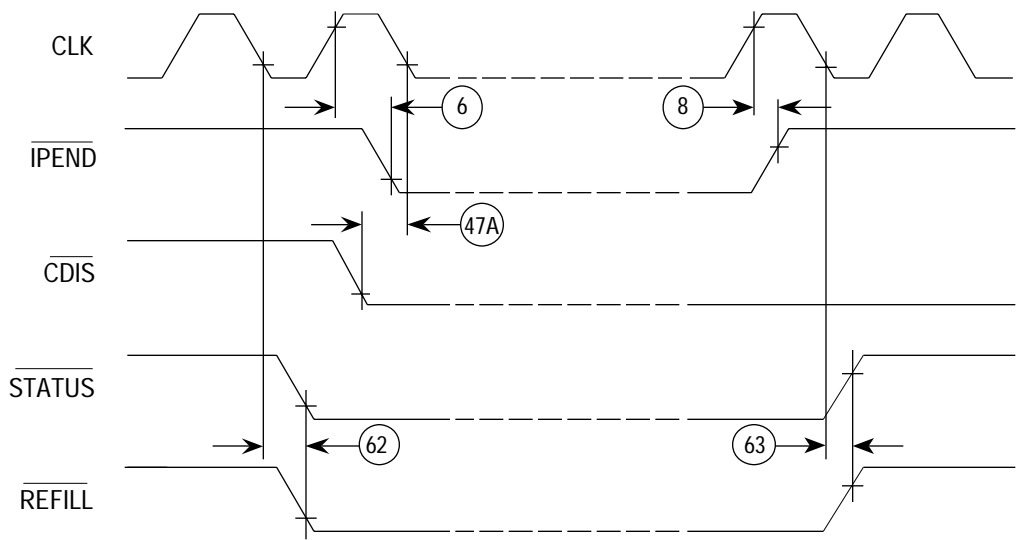 CLK
6
8
IPEND
47A
CDIS
STATUS
62
63
REFILL